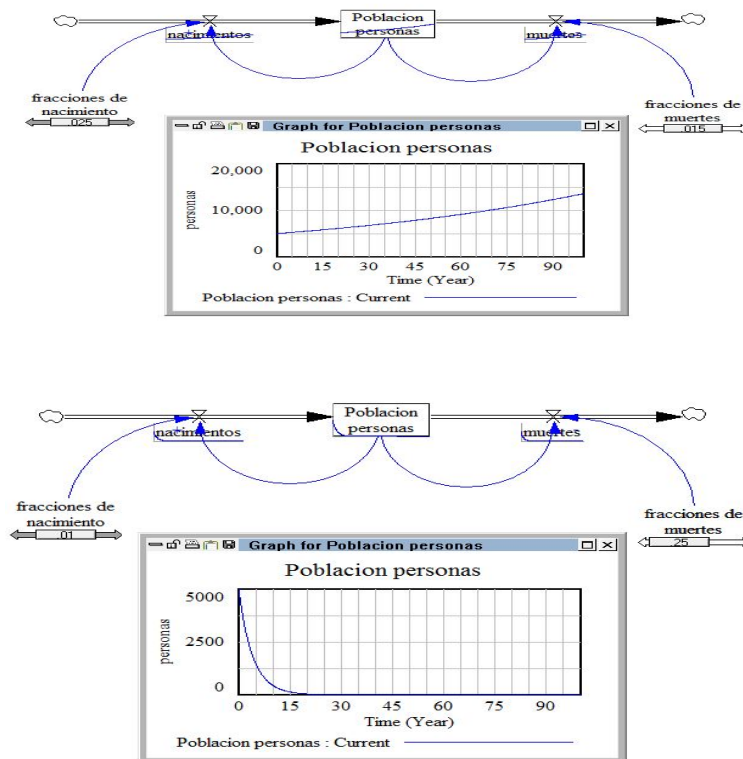 nacimientos
Poblacion
personas
muertes
fracciones de
nacimiento
.025
fracciones de
muertes
.015
Graph for Poblacion personas
Poblacion personas
20,000
10,000
0
personas
0 15 30 45 60 75 90
Time (Year)
Poblacion personas : Current
nacimientos
Poblacion
personas
muertes
fracciones de
nacimiento
.01
fracciones de
muertes
.25
Graph for Poblacion personas
Poblacion personas
5000
2500
0
personas
0 15 30 45 60 75 90
Time (Year)
Poblacion personas : Current